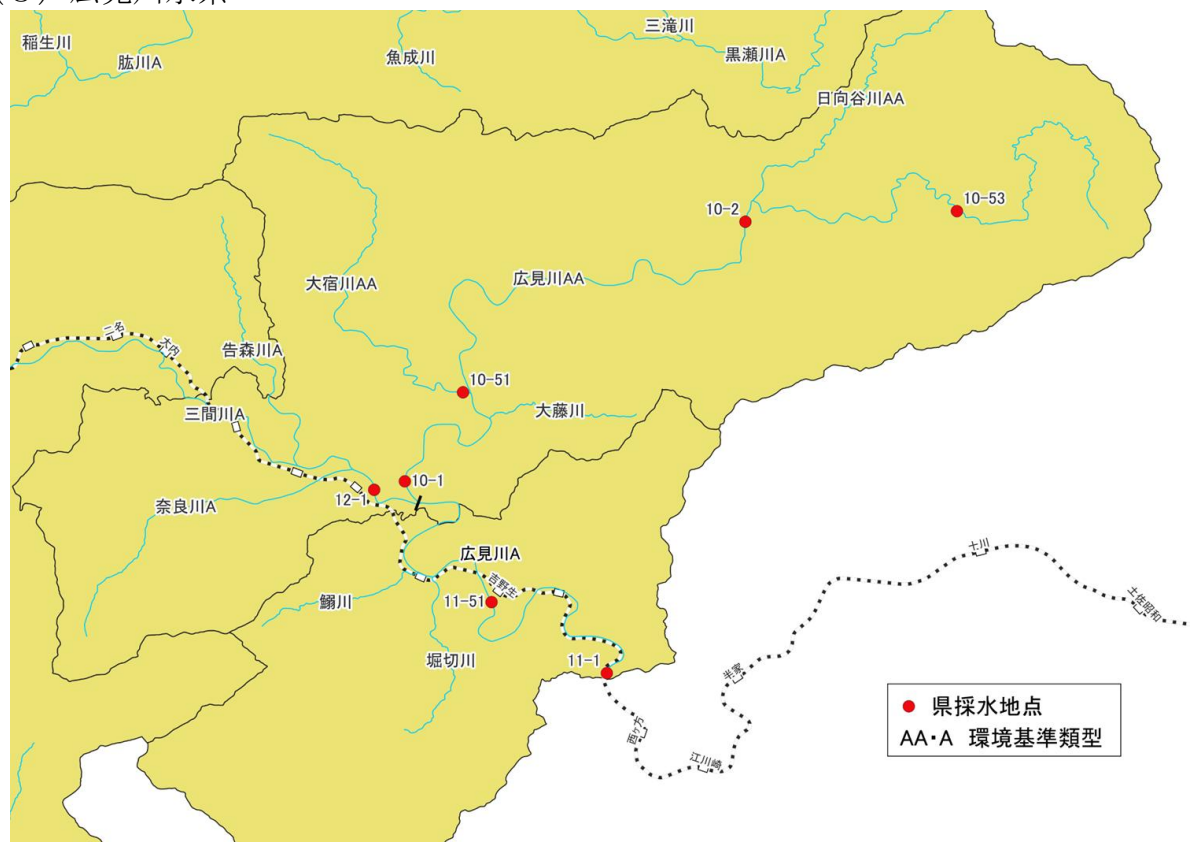 稲生川
肱川A
魚成川
三滝川
黒瀬川A
日向谷川AA
10-53
10-2
大宿川AA
広見川AA
二名
大内
告森川A
10-51
大藤川
三間川A
10-1
12-1
奈良川A
広見川A
吉野生
11-51
鰯川
堀切川
11-1
十川
土佐昭和
半家
西ヶ方
江川崎
県採水地点
AA・A 環境基準類型